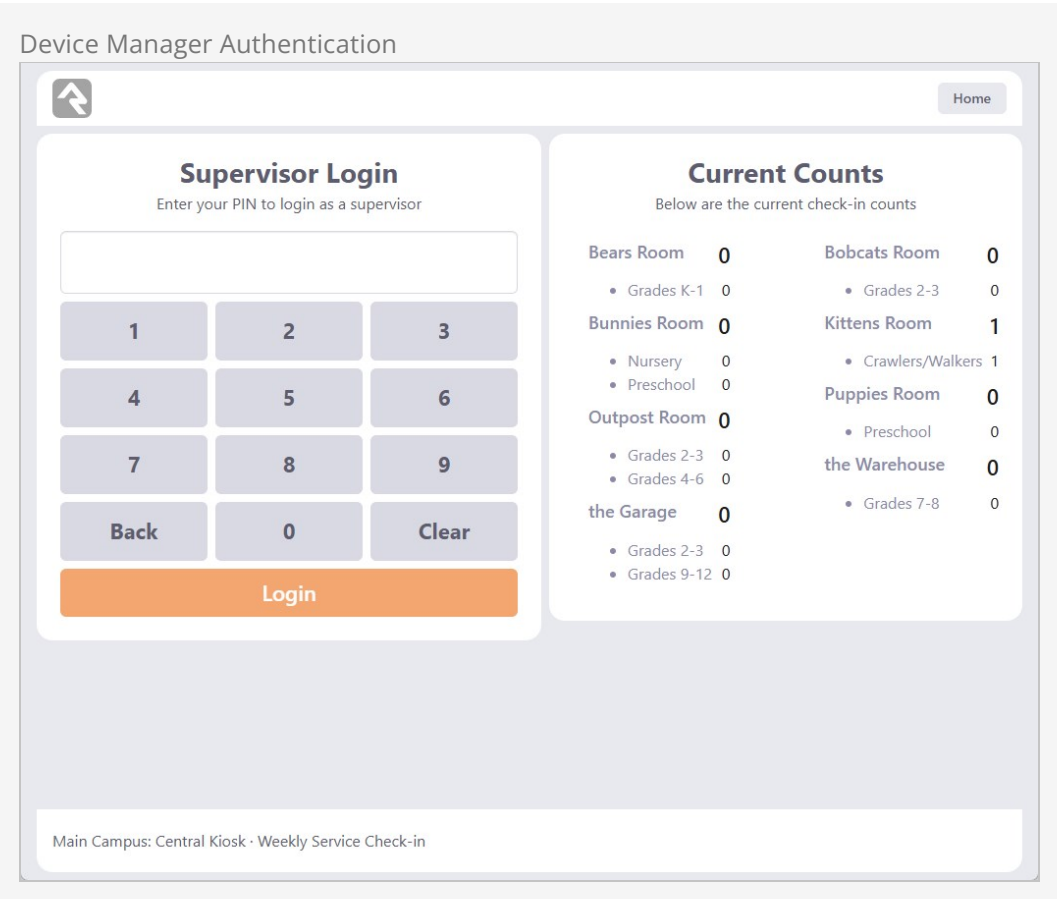 Device Manager Authentication
Home
Supervisor Login
Enter your PIN to login as a supervisor
1 2 3
4 5 6
7 8 9
Back 0 Clear
Login
Current Counts
Below are the current check-in counts
Bears Room 0
• Grades K-1 0
Bunnies Room 0
• Nursery 0
• Preschool 0
Outpost Room 0
• Grades 2-3 0
• Grades 4-6 0
the Garage 0
• Grades 2-3 0
• Grades 9-12 0
Bobcats Room 0
• Grades 2-3 0
Kittens Room 1
• Crawlers/Walkers 1
Puppies Room 0
• Preschool 0
the Warehouse 0
• Grades 7-8 0
Main Campus: Central Kiosk · Weekly Service Check-in